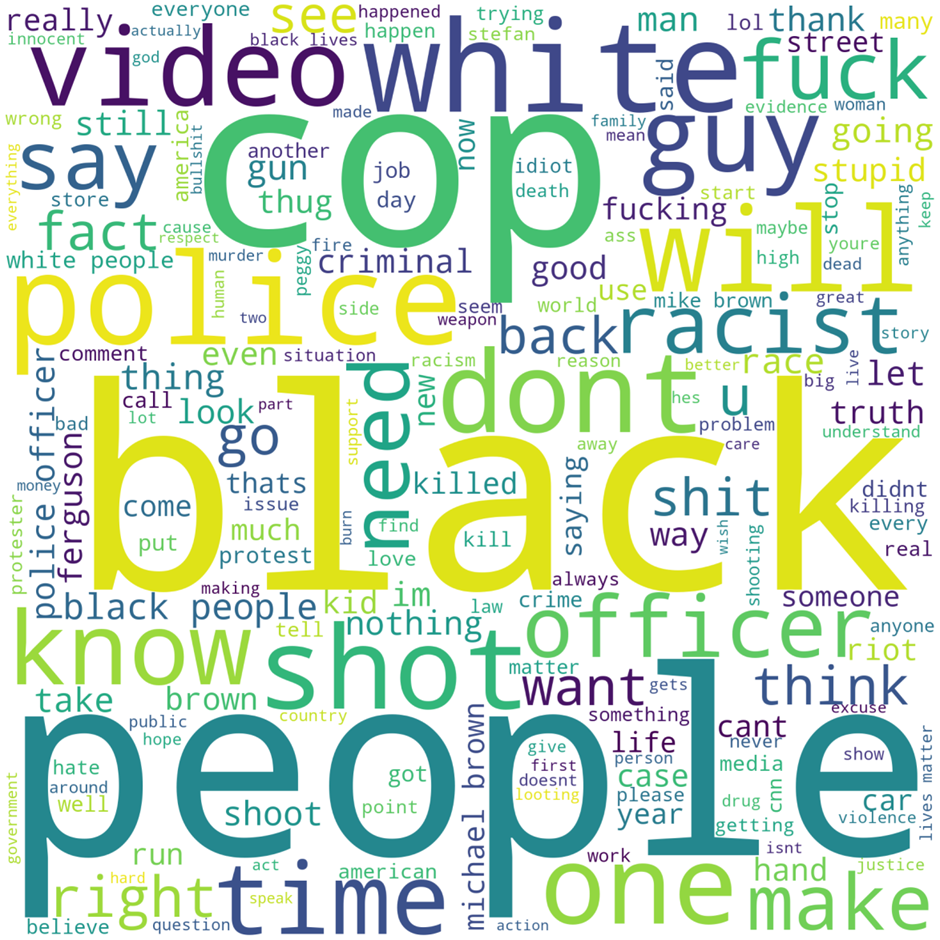 really
everyone
see
happened
trying
man
lol
thank
many
innocent
actually
black lives
happen
stefan
street
god
video
white
fuck
made
said
evidence
woman
wrong
still
america
bullshit
cop
now
family
mean
guy
going
say
another
gun
job
idiot
stupid
everything
store
thug
day
death
start
fucking
stop
keep
fact
cause
respect
fire
ass
will
maybe
youre
anything
white people
murder
peggy
criminal
good
high
dead
police
human
side
seem
world
use
mike brown
great
two
weapon
back
racist
story
comment
even
situation
racism
reason
better
race
big
live
let
police officer
thing
call
look
part
need
new
dont
hes
u
truth
bad
lot
go
support
problem
understand
ferguson
black
away
care
money
come
thats
issue
killed
saying
shit
didnt
killing
protester
put
much
burn
find
kill
way
wish
every
protest
love
real
making
always
shooting
black people
kid
im
law
crime
someone
know
tell
nothing
officer
anyone
shot
matter
riot
take
brown
want
gets
think
people
public
country
michael brown
something
cant
excuse
hope
give
life
never
hate
got
first
person
media
show
government
around
doesnt
case
well
point
looting
please
cnn
car
lives matter
shoot
year
drug
violence
getting
run
act
american
isnt
work
hand
justice
right
hard
time
one
make
speak
believe
question
action